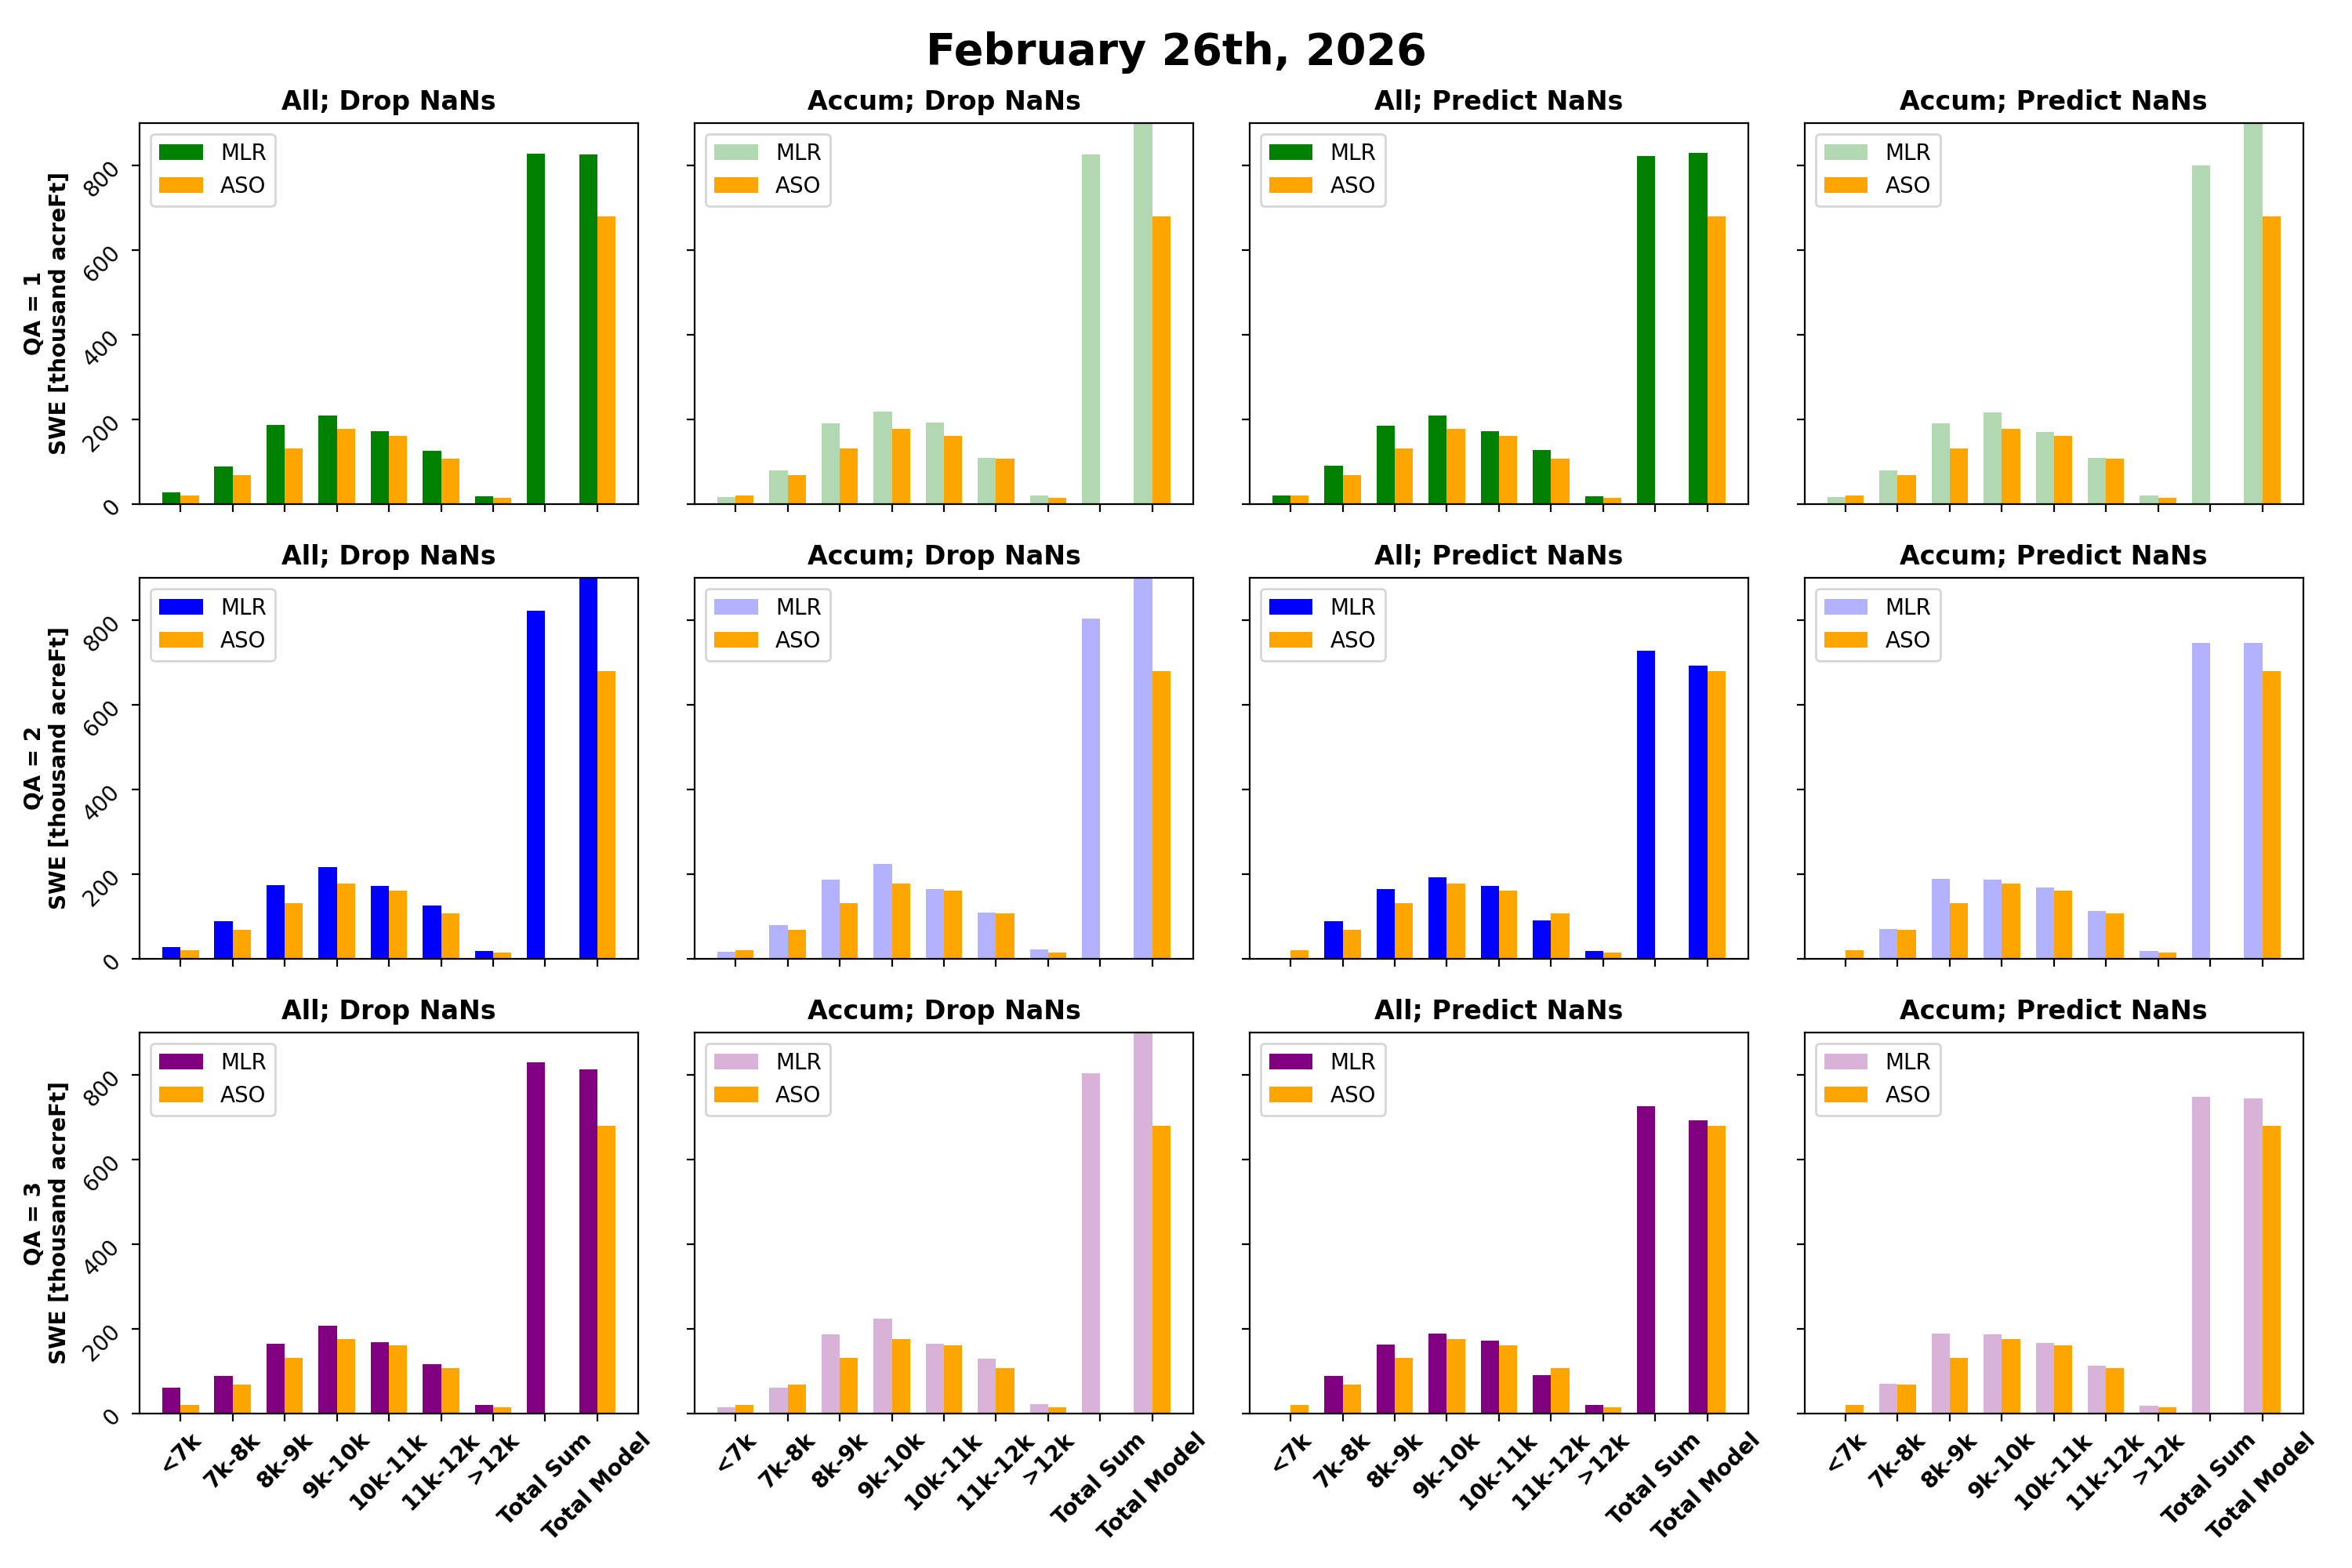 February 26th, 2026
All; Drop NaNs
Accum; Drop NaNs
All; Predict NaNs
Accum; Predict NaNs
QA = 1
SWE [thousand acreFt]
800
600
400
200
0
MLR
ASO
MLR
ASO
MLR
ASO
MLR
ASO
All; Drop NaNs
Accum; Drop NaNs
All; Predict NaNs
Accum; Predict NaNs
QA = 2
SWE [thousand acreFt]
800
600
400
200
0
MLR
ASO
MLR
ASO
MLR
ASO
MLR
ASO
All; Drop NaNs
Accum; Drop NaNs
All; Predict NaNs
Accum; Predict NaNs
QA = 3
SWE [thousand acreFt]
800
600
400
200
0
MLR
ASO
MLR
ASO
MLR
ASO
MLR
ASO
<7k
7k-8k
8k-9k
9k-10k
10k-11k
11k-12k
>12k
Total Sum
Total Model
<7k
7k-8k
8k-9k
9k-10k
10k-11k
11k-12k
>12k
Total Sum
Total Model
<7k
7k-8k
8k-9k
9k-10k
10k-11k
11k-12k
>12k
Total Sum
Total Model
<7k
7k-8k
8k-9k
9k-10k
10k-11k
11k-12k
>12k
Total Sum
Total Model